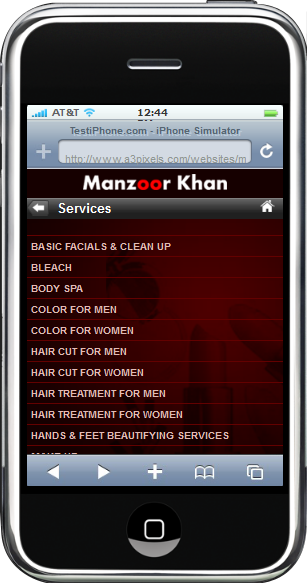 AT&T 12:44
TestiPhone.com - iPhone Simulator
http://www.a3pixels.com/websites/m
Manzoor Khan
Services
BASIC FACIALS & CLEAN UP
BLEACH
BODY SPA
COLOR FOR MEN
COLOR FOR WOMEN
HAIR CUT FOR MEN
HAIR CUT FOR WOMEN
HAIR TREATMENT FOR MEN
HAIR TREATMENT FOR WOMEN
HANDS & FEET BEAUTIFYING SERVICES